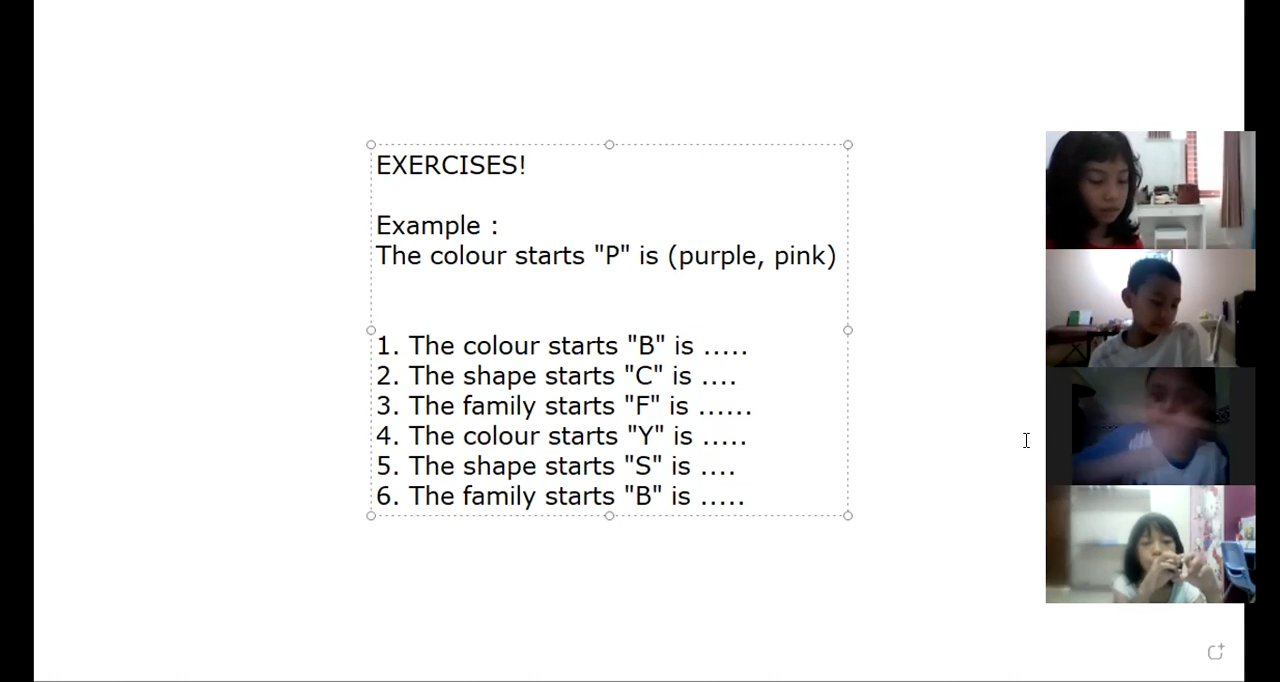 EXERCISES!
Example :
The colour starts "P" is (purple, pink)
1. The colour starts "B" is .....
2. The shape starts "C" is ....
3. The family starts "F" is ......
4. The colour starts "Y" is .....
5. The shape starts "S" is ....
6. The family starts "B" is .....